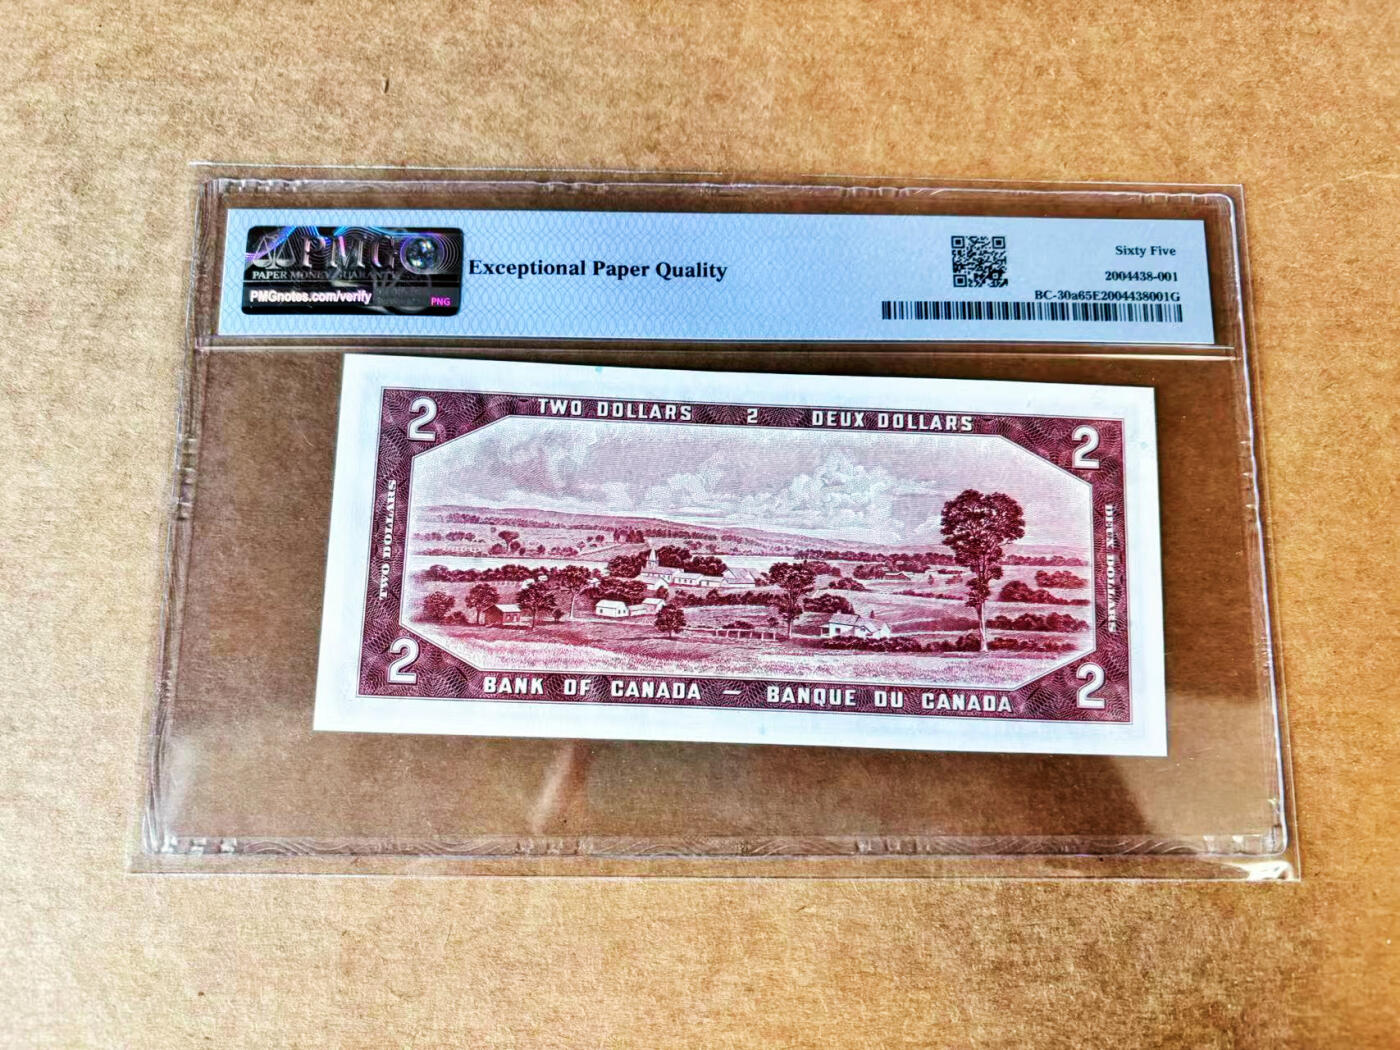 PMG
PAPER MONEY GUARANTY
PMGnotes.com/verify
PNG
Exceptional Paper Quality
Sixty Five
2004438-001
BC-30a65E2004438001G
2 TWO DOLLARS 2 DEUX DOLLARS 2
TWO DOLLARS
DEUX DOLLARS
2 BANK OF CANADA – BANQUE DU CANADA 2